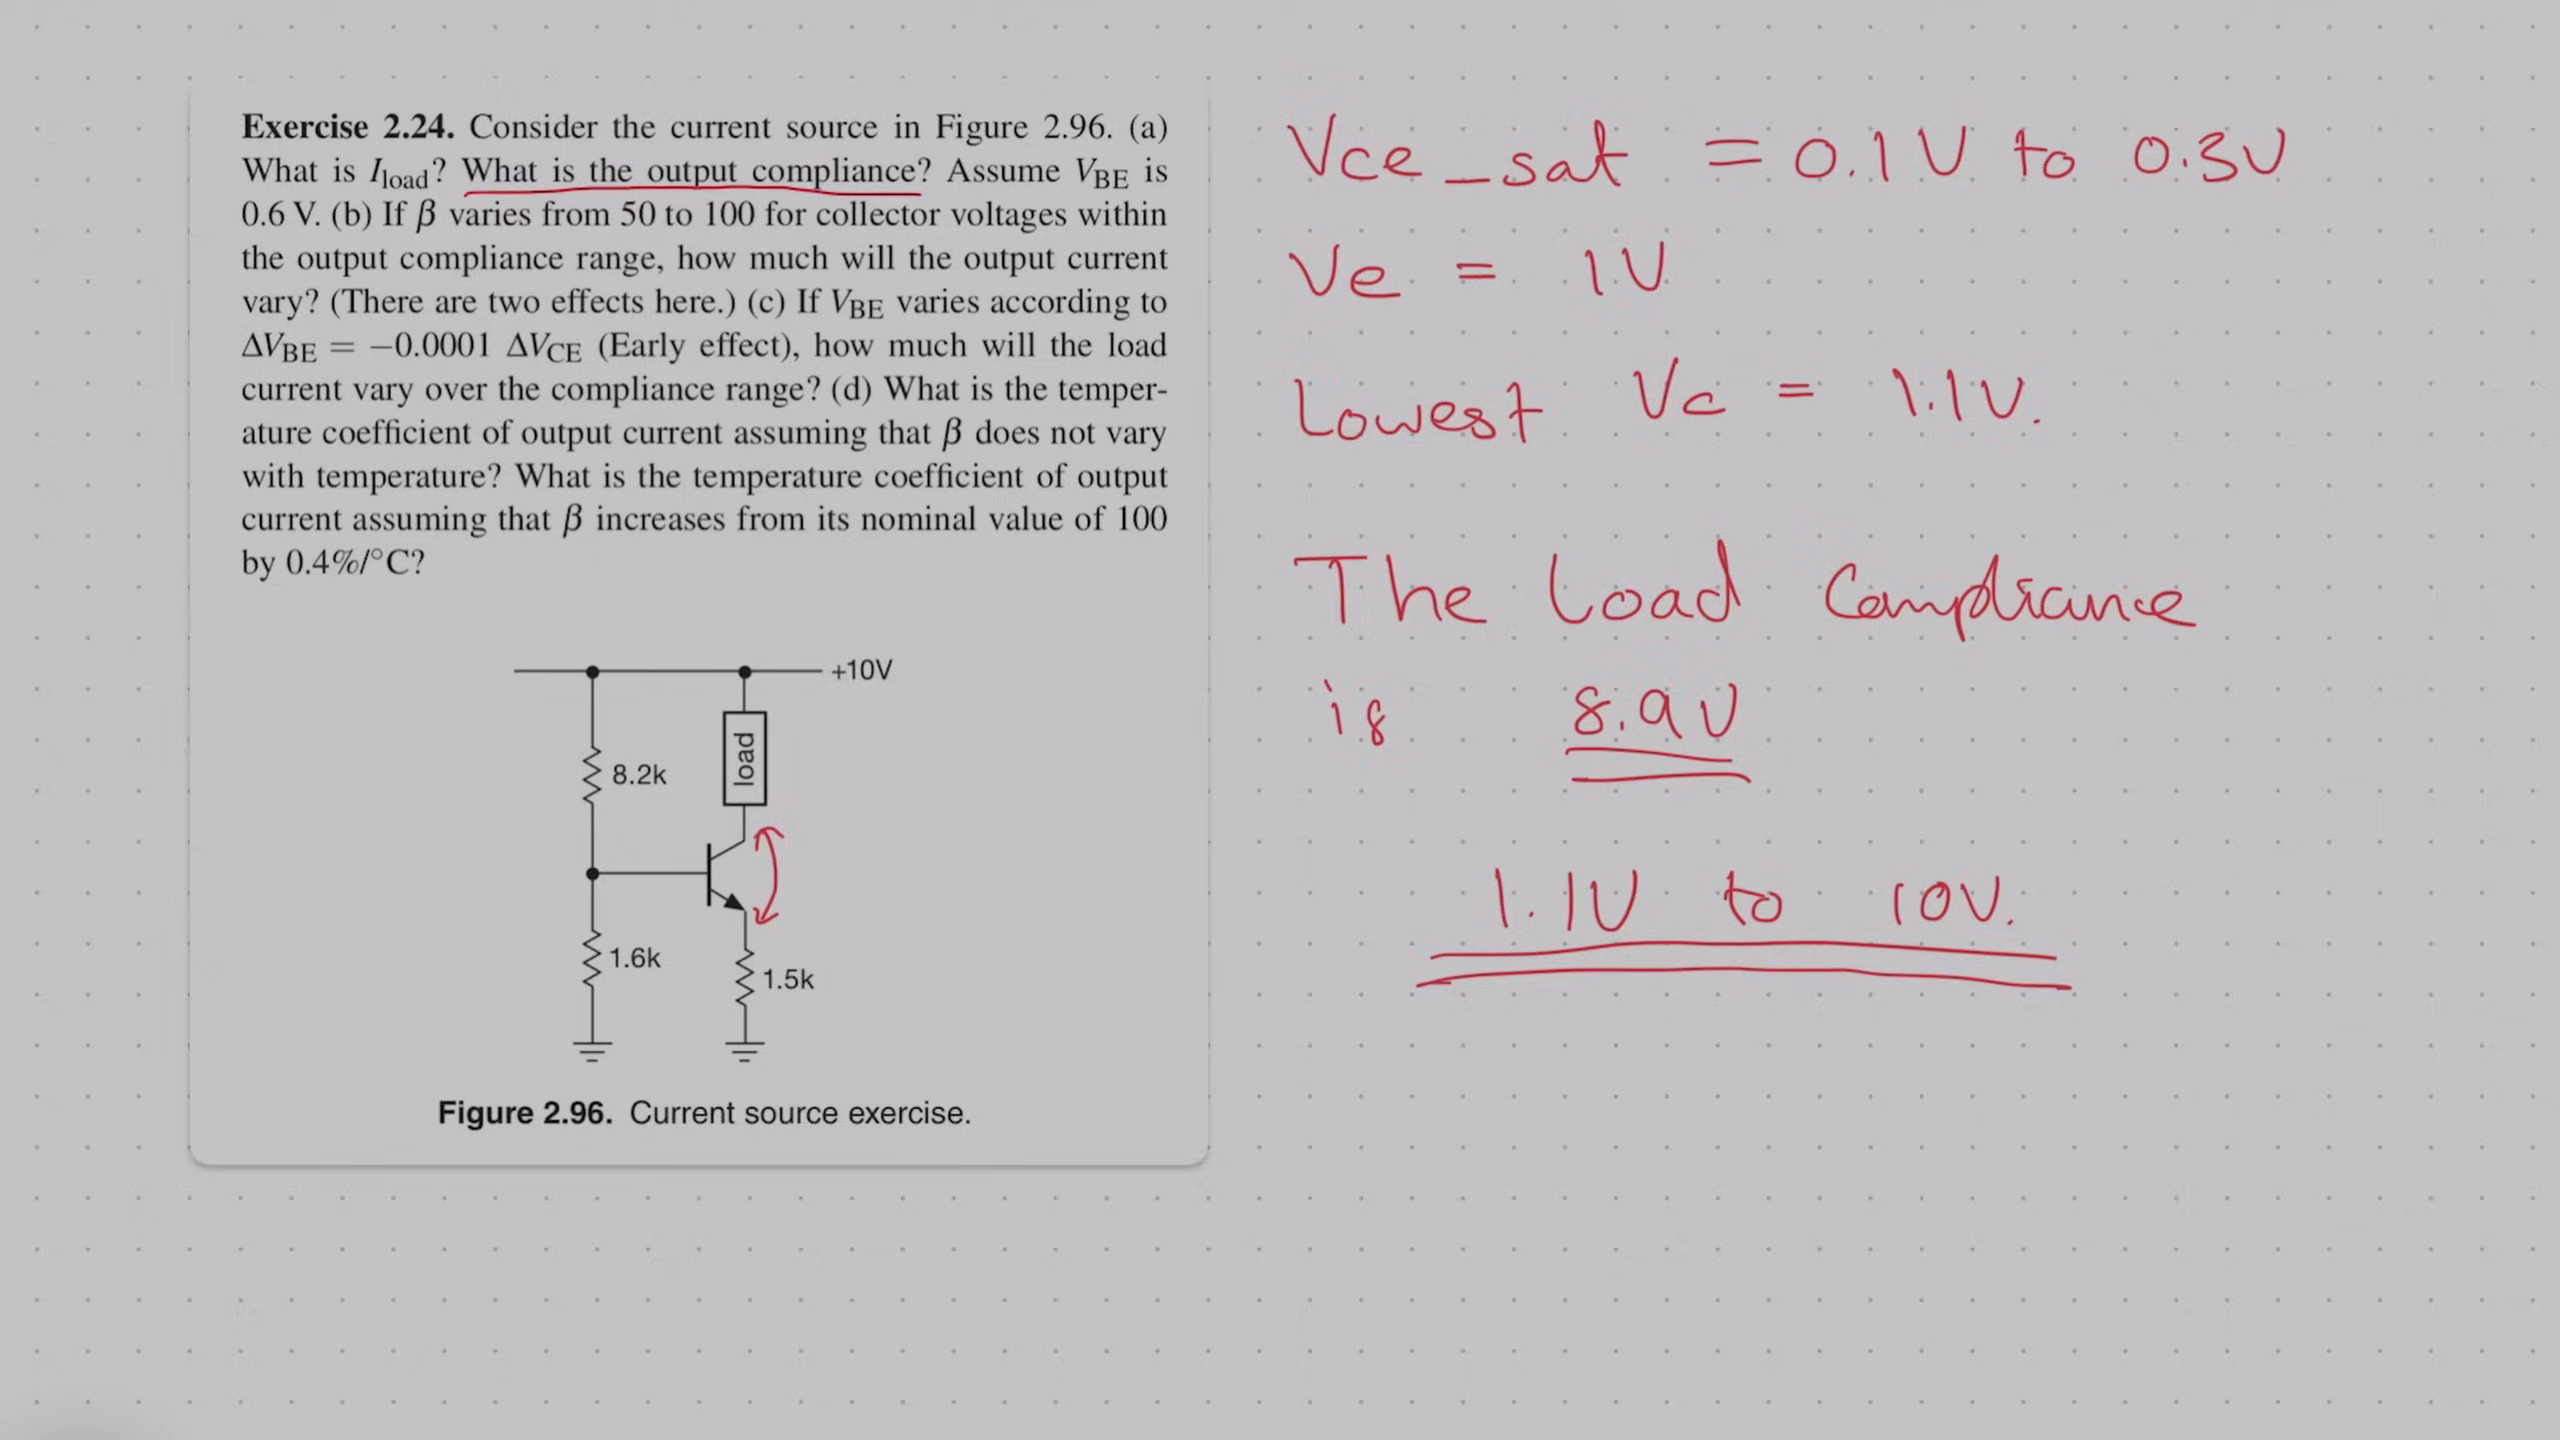 Exercise 2.24. Consider the current source in Figure 2.96. (a)
What is Iload? What is the output compliance? Assume VBE is
0.6 V. (b) If β varies from 50 to 100 for collector voltages within
the output compliance range, how much will the output current
vary? (There are two effects here.) (c) If VBE varies according to
ΔVBE = −0.0001 ΔVCE (Early effect), how much will the load
current vary over the compliance range? (d) What is the temper-
ature coefficient of output current assuming that β does not vary
with temperature? What is the temperature coefficient of output
current assuming that β increases from its nominal value of 100
by 0.4%/°C?
+10V
load
8.2k
1.6k
1.5k
Figure 2.96. Current source exercise.
Vce_sat = 0.1V to 0.3V
Ve = 1V
Lowest Vc = 1.1V.
The Load Compliance
is 8.9V
1.1V to 10V.